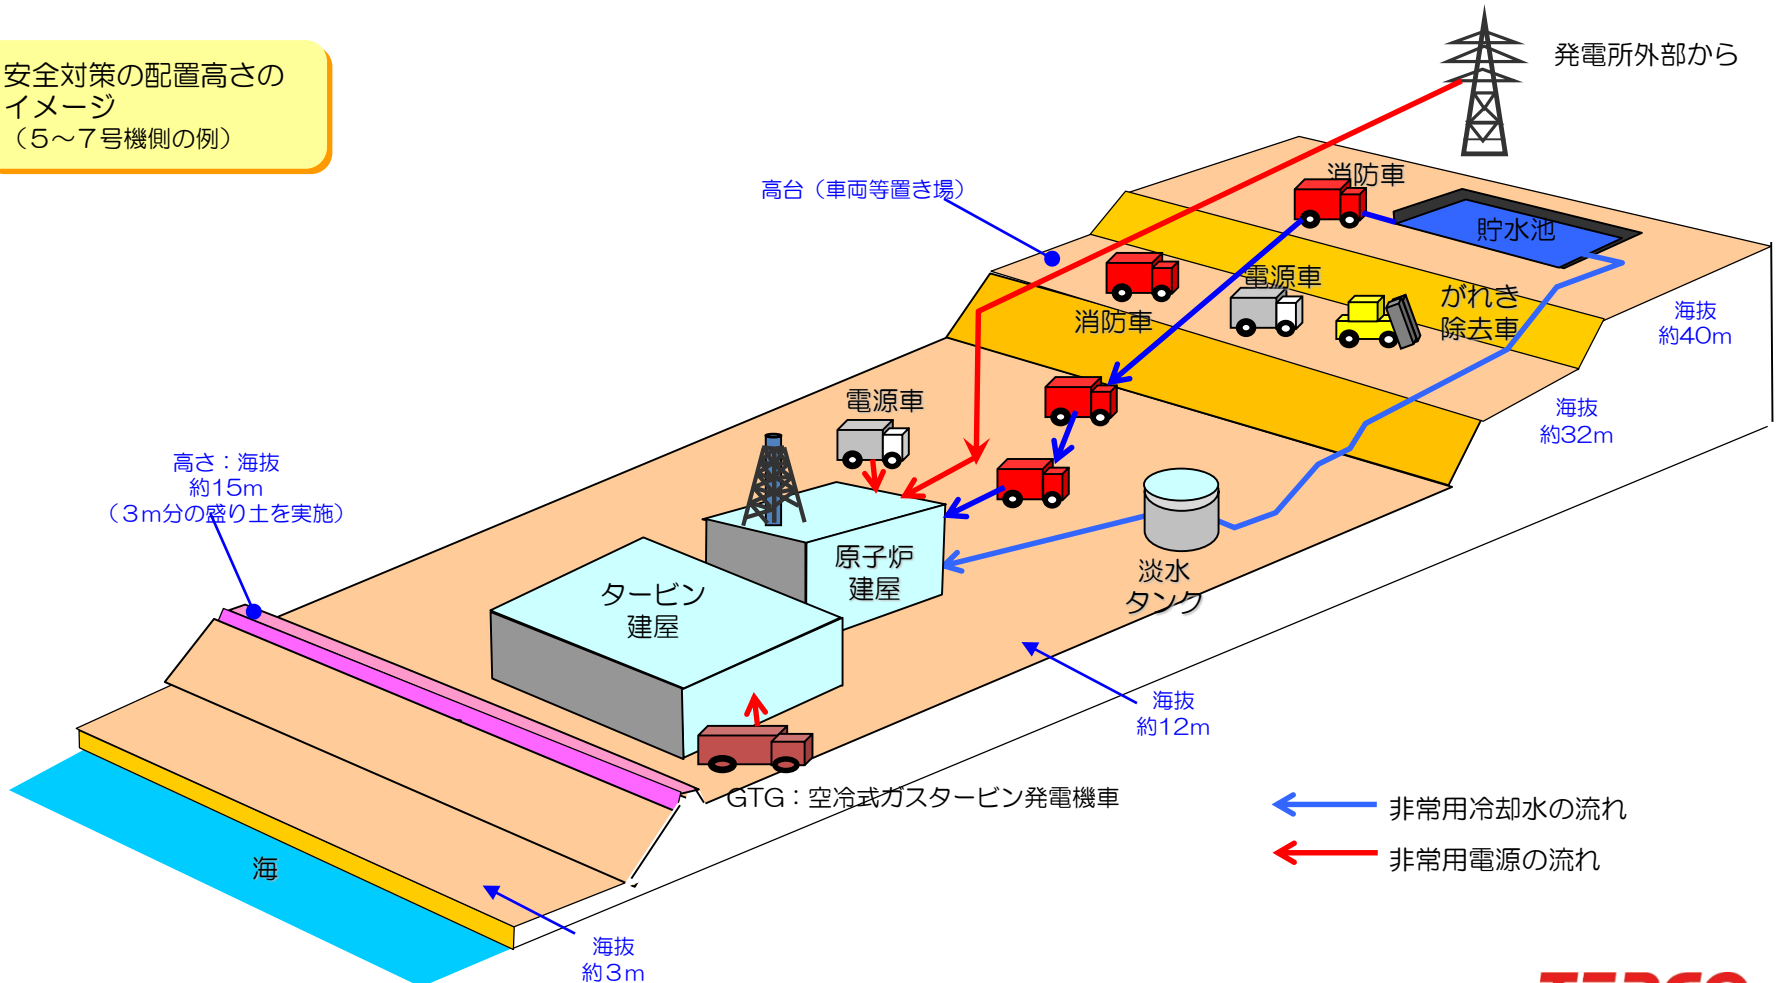 安全対策の配置高さの
イメージ
（５～７号機側の例）
発電所外部から
消防車
高台（車両等置き場）
貯水池
電源車
がれき
除去車
消防車
海抜
約40m
海抜
約32m
電源車
高さ：海抜
約15m
（３m分の盛り土を実施）
原子炉
建屋
淡水
タンク
タービン
建屋
海抜
約12m
GTG：空冷式ガスタービン発電機車
非常用冷却水の流れ
非常用電源の流れ
海
海抜
約３m
TEPCO